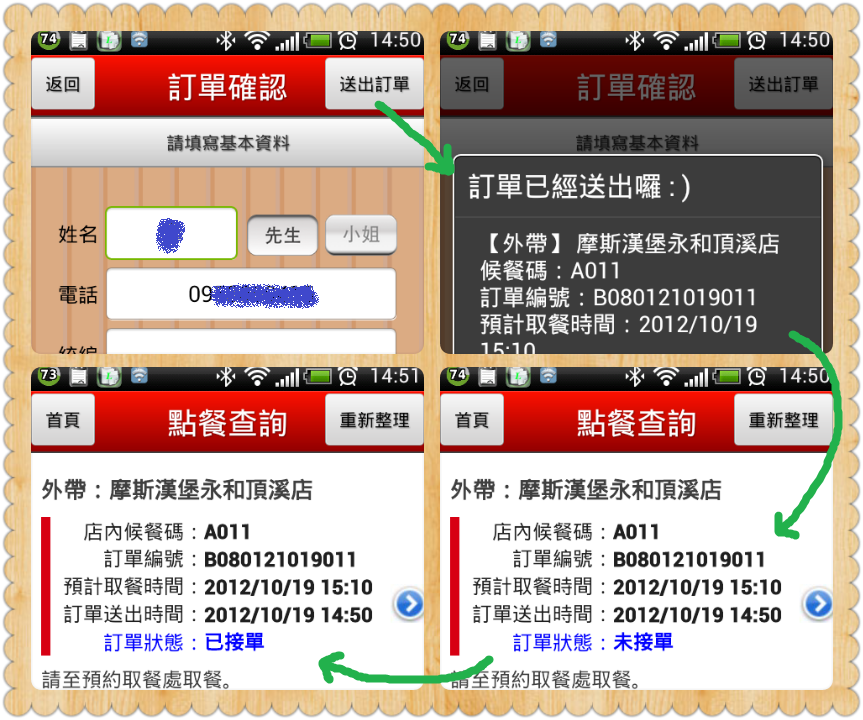 74 14:50
返回 訂單確認 送出訂單
請填寫基本資料
姓名 先生 小姐
電話 09
統編
74 14:50
返回 訂單確認 送出訂單
請填寫基本資料
訂單已經送出囉 : )
【外帶】 摩斯漢堡永和頂溪店
候餐碼：A011
訂單編號：B080121019011
預計取餐時間：2012/10/19
15:10
74 14:50
首頁 點餐查詢 重新整理
外帶：摩斯漢堡永和頂溪店
店內候餐碼：A011
訂單編號：B080121019011
預計取餐時間：2012/10/19 15:10
訂單送出時間：2012/10/19 14:50
訂單狀態：未接單
請至預約取餐處取餐。
73 14:51
首頁 點餐查詢 重新整理
外帶：摩斯漢堡永和頂溪店
店內候餐碼：A011
訂單編號：B080121019011
預計取餐時間：2012/10/19 15:10
訂單送出時間：2012/10/19 14:50
訂單狀態：已接單
請至預約取餐處取餐。